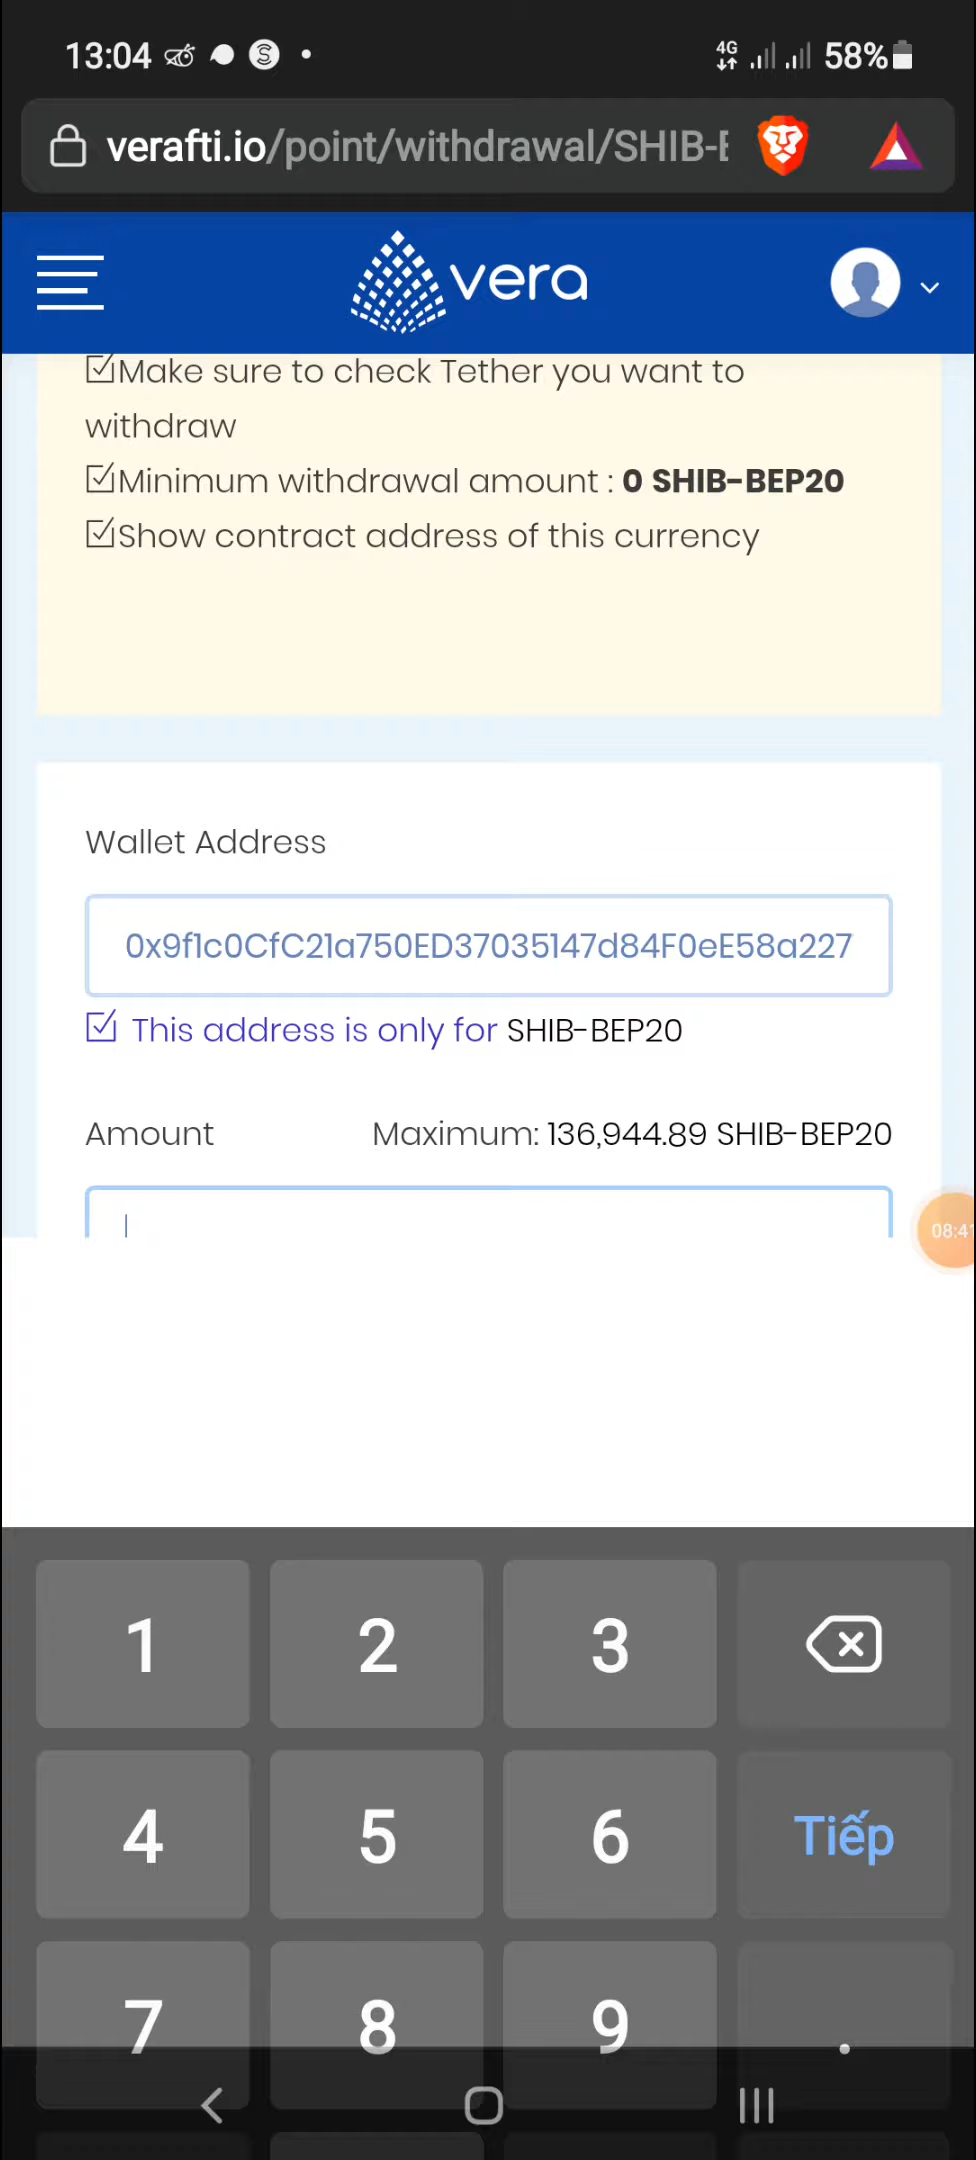 13:04
4G 58%
verafti.io/point/withdrawal/SHIB-E
vera
Make sure to check Tether you want to
withdraw
Minimum withdrawal amount : 0 SHIB-BEP20
Show contract address of this currency
Wallet Address
0x9f1c0CfC21a750ED37035147d84F0eE58a227
This address is only for SHIB-BEP20
Amount Maximum: 136,944.89 SHIB-BEP20
08:41
1 2 3
4 5 6 Tiếp
7 8 9 .